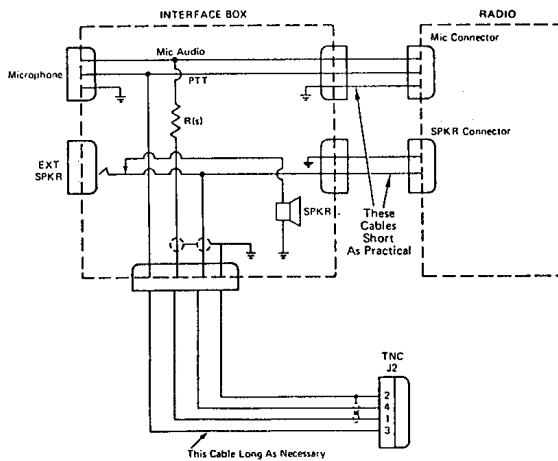 INTERFACE BOX
RADIO
Mic Connector
Mic Audio
Microphone
PTT
R(s)
SPKR Connector
EXT
SPKR
SPKR
These
Cables
Short
As Practical
TNC
J2
2
4
1
3
This Cable Long As Necessary